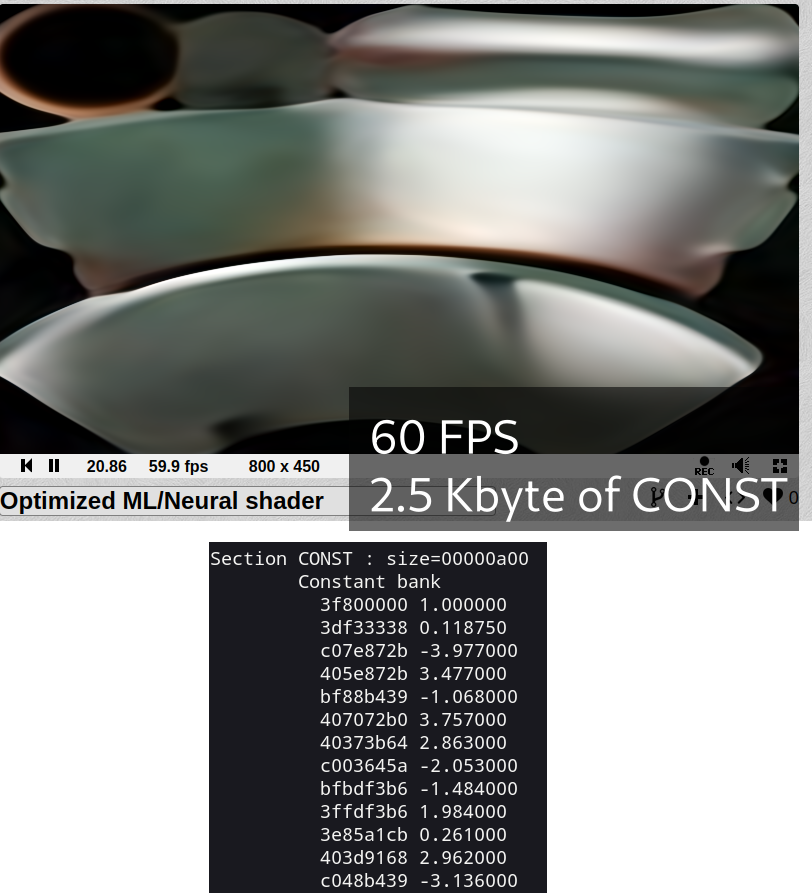 60 FPS
20.86 59.9 fps 800 x 450 REC
Optimized ML/Neural shader 2.5 Kbyte of CONST 0
Section CONST : size=00000a00
Constant bank
3f800000 1.000000
3df33338 0.118750
c07e872b -3.977000
405e872b 3.477000
bf88b439 -1.068000
407072b0 3.757000
40373b64 2.863000
c003645a -2.053000
bfbdf3b6 -1.484000
3ffdf3b6 1.984000
3e85a1cb 0.261000
403d9168 2.962000
c048b439 -3.136000